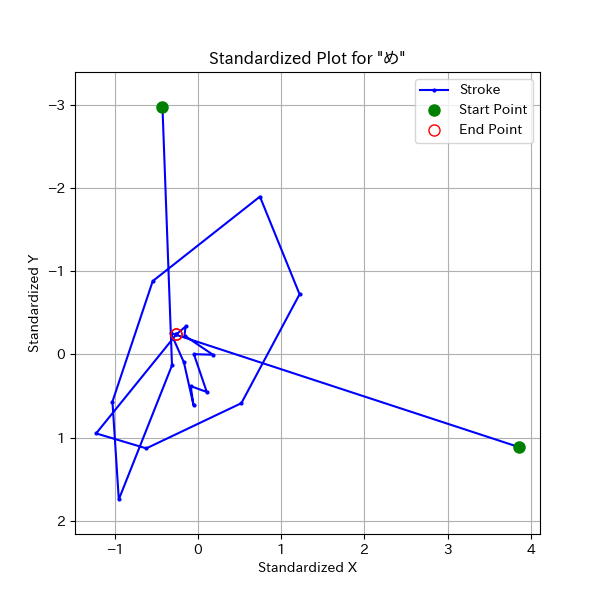 Standardized Plot for "め"
Stroke
Start Point
End Point
−3
−2
−1
0
1
2
Standardized Y
−1 0 1 2 3 4
Standardized X